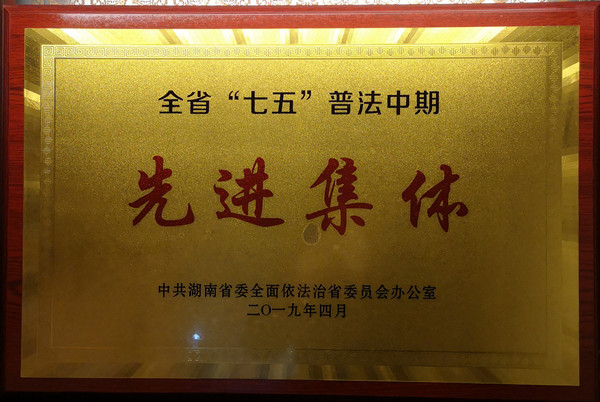 全省“七五”普法中期
先进集体
中共湖南省委全面依法治省委员会办公室
二〇一九年四月